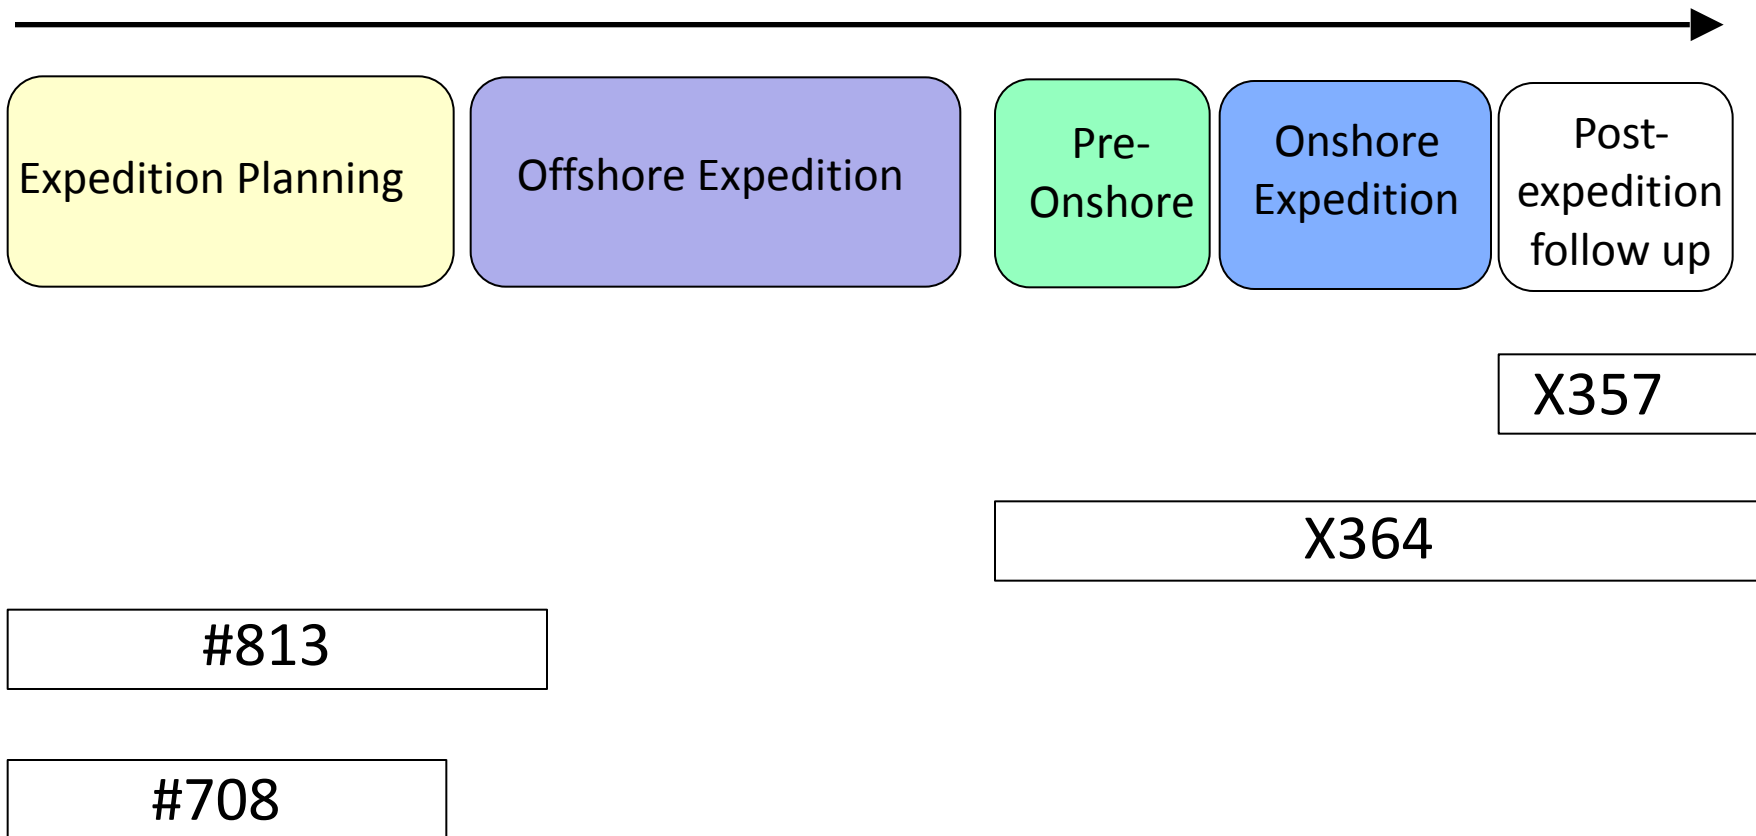 Expedition Planning
Offshore Expedition
Pre-
Onshore
Onshore
Expedition
Post-
expedition
follow up
X357
X364
#813
#708